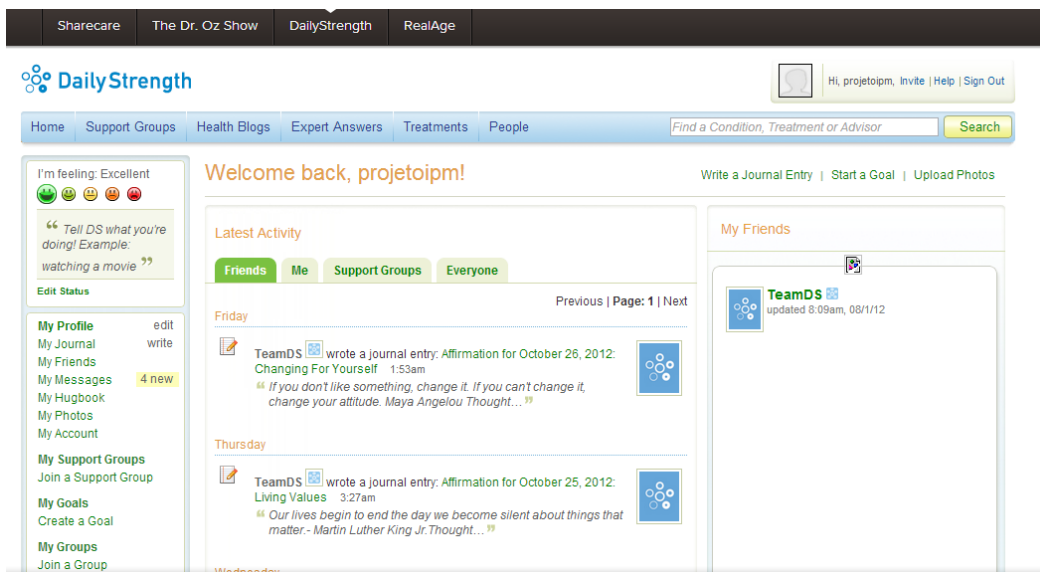 Sharecare The Dr. Oz Show DailyStrength RealAge
DailyStrength
Hi, projetoipm, Invite | Help | Sign Out
Home Support Groups Health Blogs Expert Answers Treatments People
Find a Condition, Treatment or Advisor Search
I'm feeling: Excellent
“ Tell DS what you're
doing! Example:
watching a movie ”
Edit Status
My Profile edit
My Journal write
My Friends
My Messages 4 new
My Hugbook
My Photos
My Account
My Support Groups
Join a Support Group
My Goals
Create a Goal
My Groups
Join a Group
Welcome back, projetoipm!
Write a Journal Entry | Start a Goal | Upload Photos
Latest Activity
Friends Me Support Groups Everyone
Previous | Page: 1 | Next
Friday
TeamDS wrote a journal entry: Affirmation for October 26, 2012:
Changing For Yourself 1:53am
“ If you don't like something, change it. If you can't change it,
change your attitude. Maya Angelou Thought… ”
Thursday
TeamDS wrote a journal entry: Affirmation for October 25, 2012:
Living Values 3:27am
“ Our lives begin to end the day we become silent about things that
matter.- Martin Luther King Jr.Thought… ”
Wednesday
My Friends
TeamDS
updated 8:09am, 08/1/12